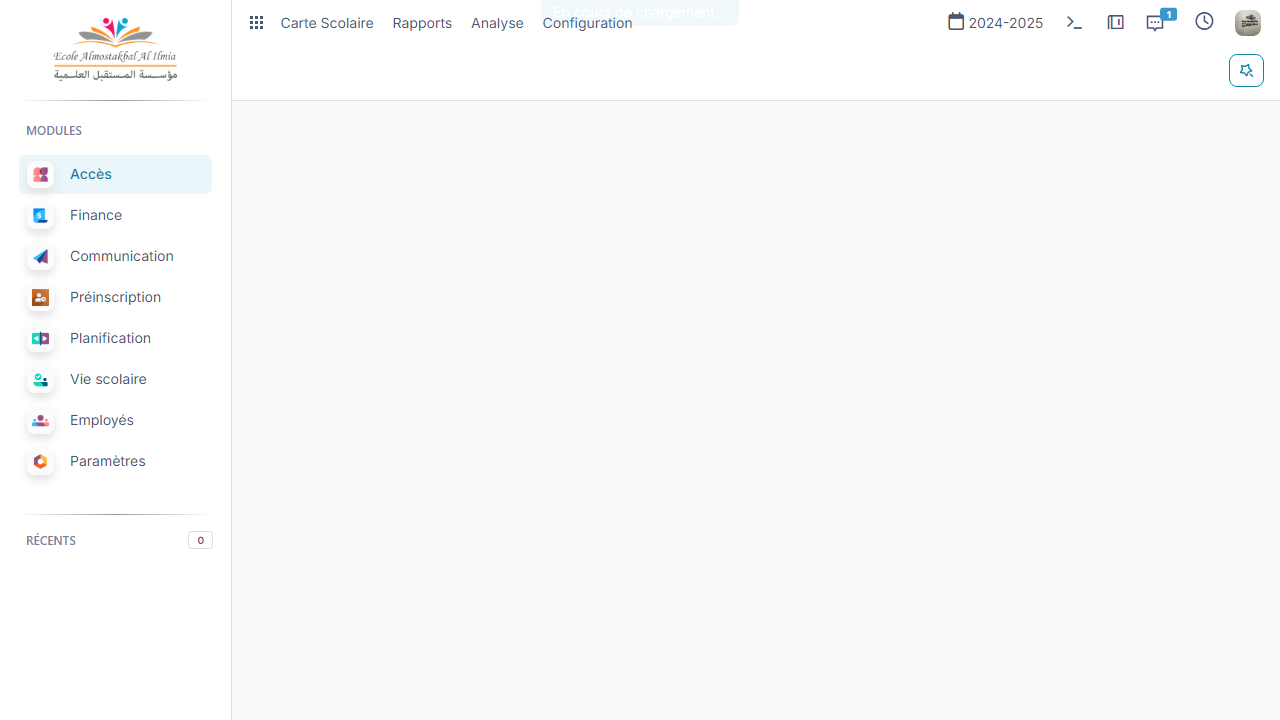 Ecole Almostakbal Al Ilmia
مؤسسة المستقبل العلمية
MODULES
Accès
Finance
Communication
Préinscription
Planification
Vie scolaire
Employés
Paramètres
RÉCENTS
0
En cours de chargement...
Carte Scolaire
Rapports
Analyse
Configuration
2024-2025
1